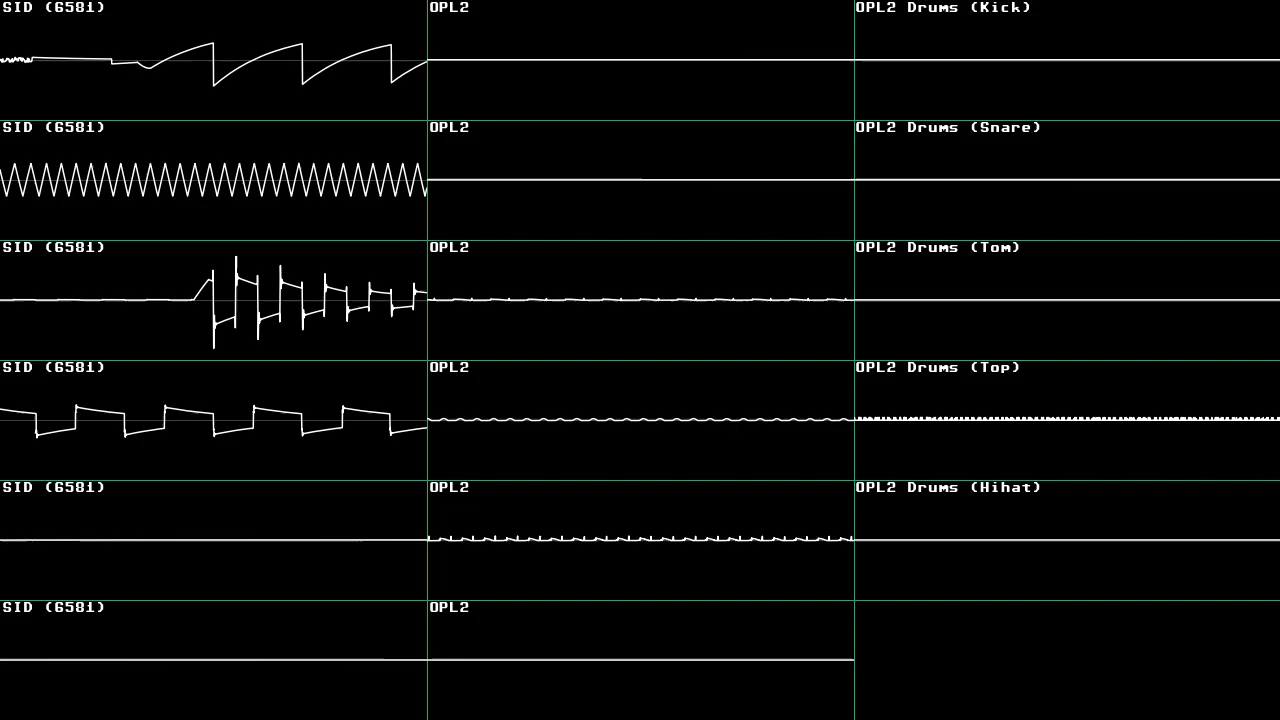 SID (6581) OPL2 OPL2 Drums (Kick)
SID (6581) OPL2 OPL2 Drums (Snare)
SID (6581) OPL2 OPL2 Drums (Tom)
SID (6581) OPL2 OPL2 Drums (Top)
SID (6581) OPL2 OPL2 Drums (Hihat)
SID (6581) OPL2